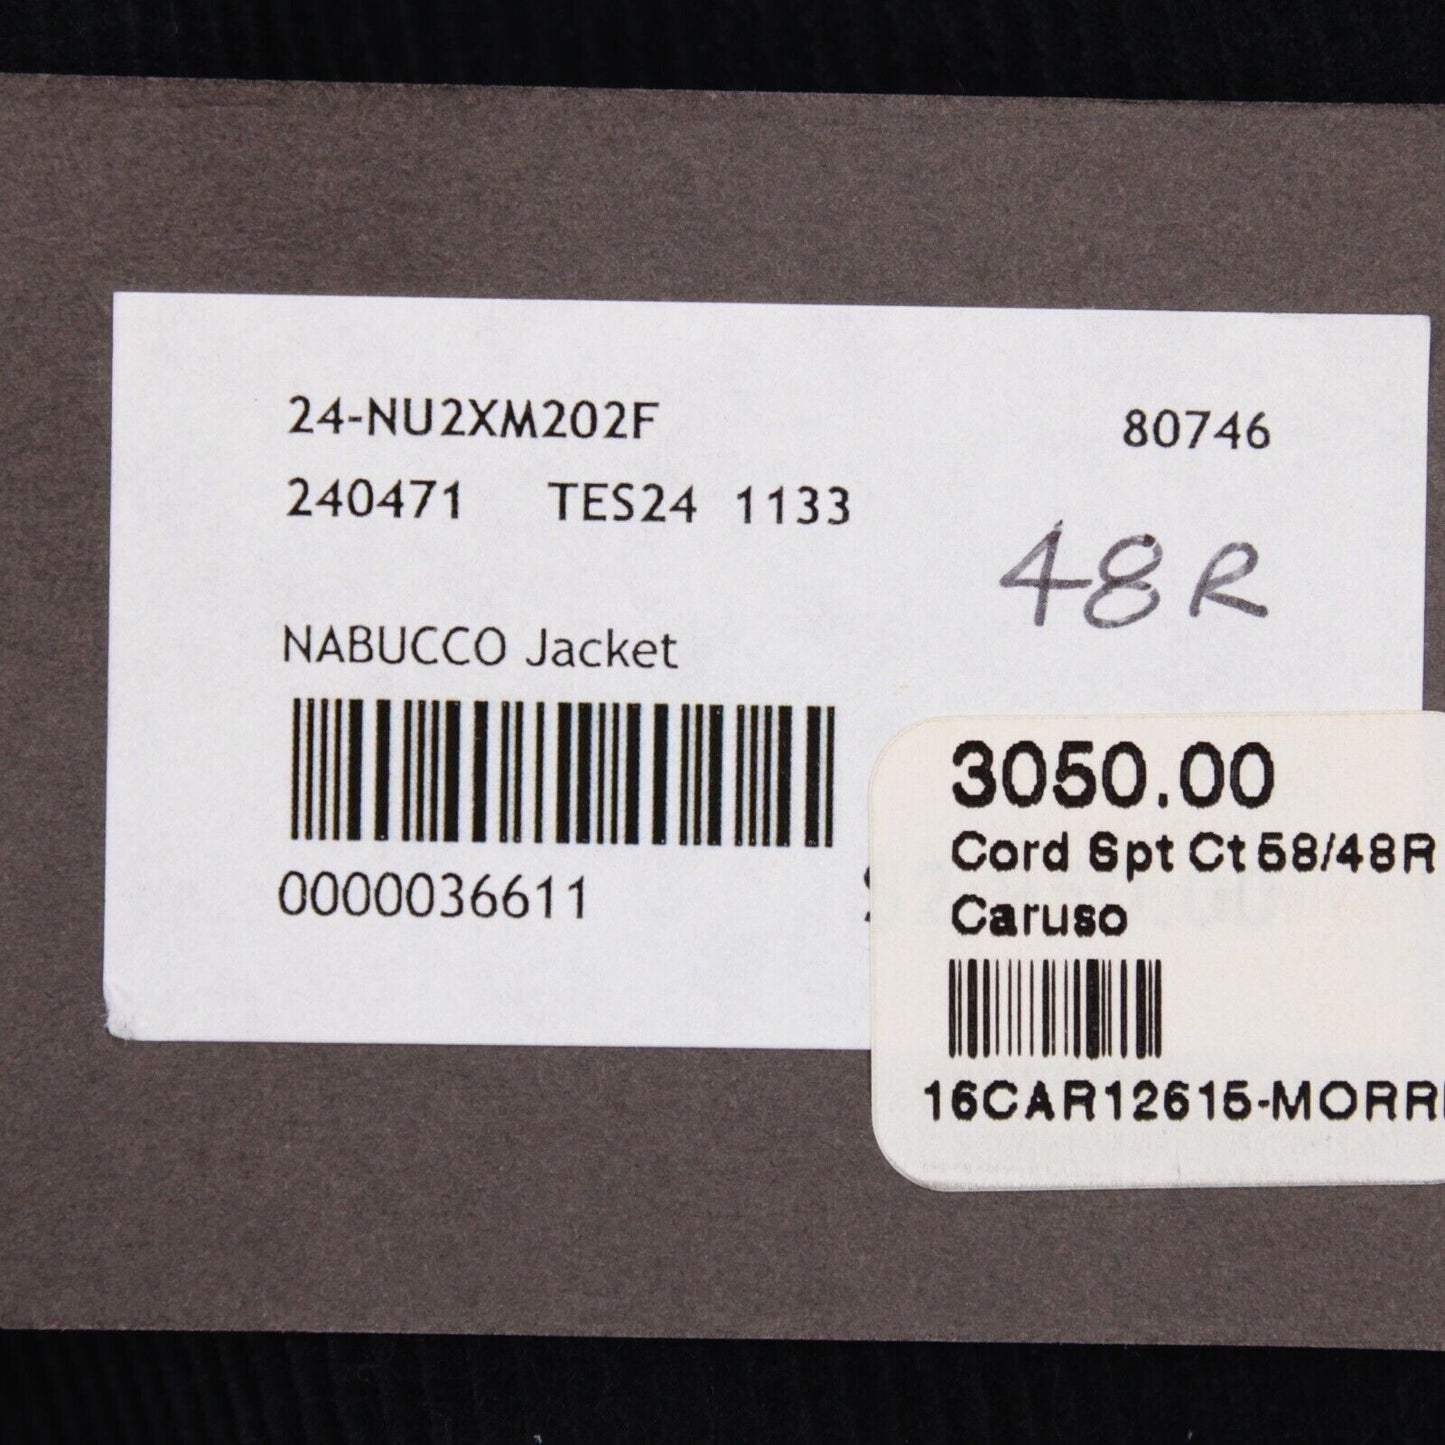 24-NU2XM202F 80746
240471 TES24 1133
48R
NABUCCO Jacket
0000036611
3050.00
Cord Spt Ct 58/48R
Caruso
16CAR12615-MORR